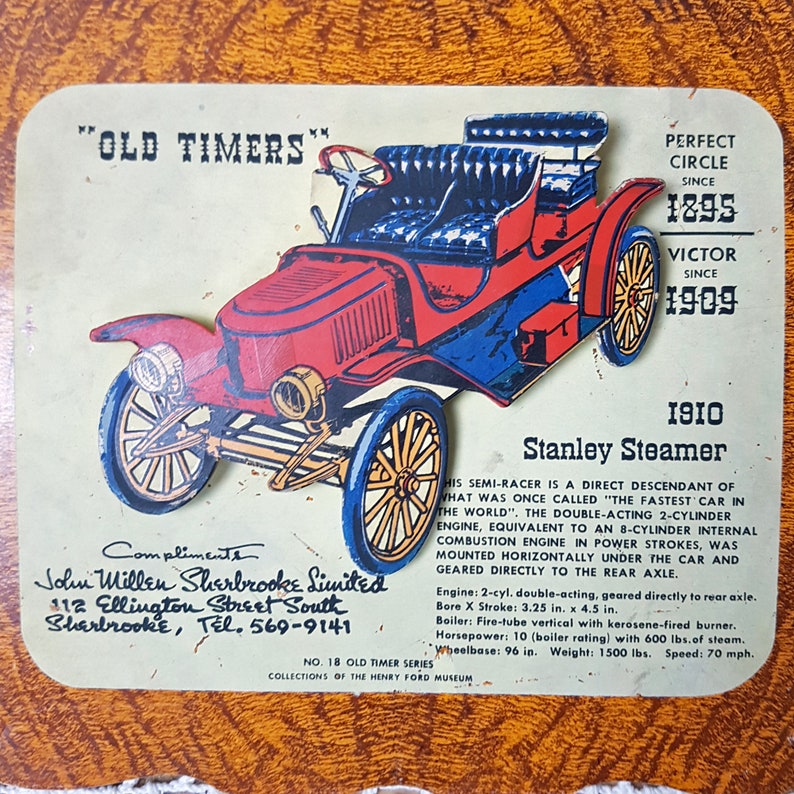 "OLD TIMERS"
PERFECT
CIRCLE
SINCE
1895
VICTOR
SINCE
1909
1910
Stanley Steamer
HIS SEMI-RACER IS A DIRECT DESCENDANT OF
WHAT WAS ONCE CALLED "THE FASTEST CAR IN
THE WORLD". THE DOUBLE-ACTING 2-CYLINDER
ENGINE, EQUIVALENT TO AN 8-CYLINDER INTERNAL
COMBUSTION ENGINE IN POWER STROKES, WAS
MOUNTED HORIZONTALLY UNDER THE CAR AND
GEARED DIRECTLY TO THE REAR AXLE.
Engine: 2-cyl. double-acting, geared directly to rear axle.
Bore X Stroke: 3.25 in. x 4.5 in.
Boiler: Fire-tube vertical with kerosene-fired burner.
Horsepower: 10 (boiler rating) with 600 lbs. of steam.
Wheelbase: 96 in. Weight: 1500 lbs. Speed: 70 mph.
Compliments
John Millen Sherbrooke Limited
112 Ellington Street South
Sherbrooke, Tél. 569-9141
NO. 18 OLD TIMER SERIES
COLLECTIONS OF THE HENRY FORD MUSEUM